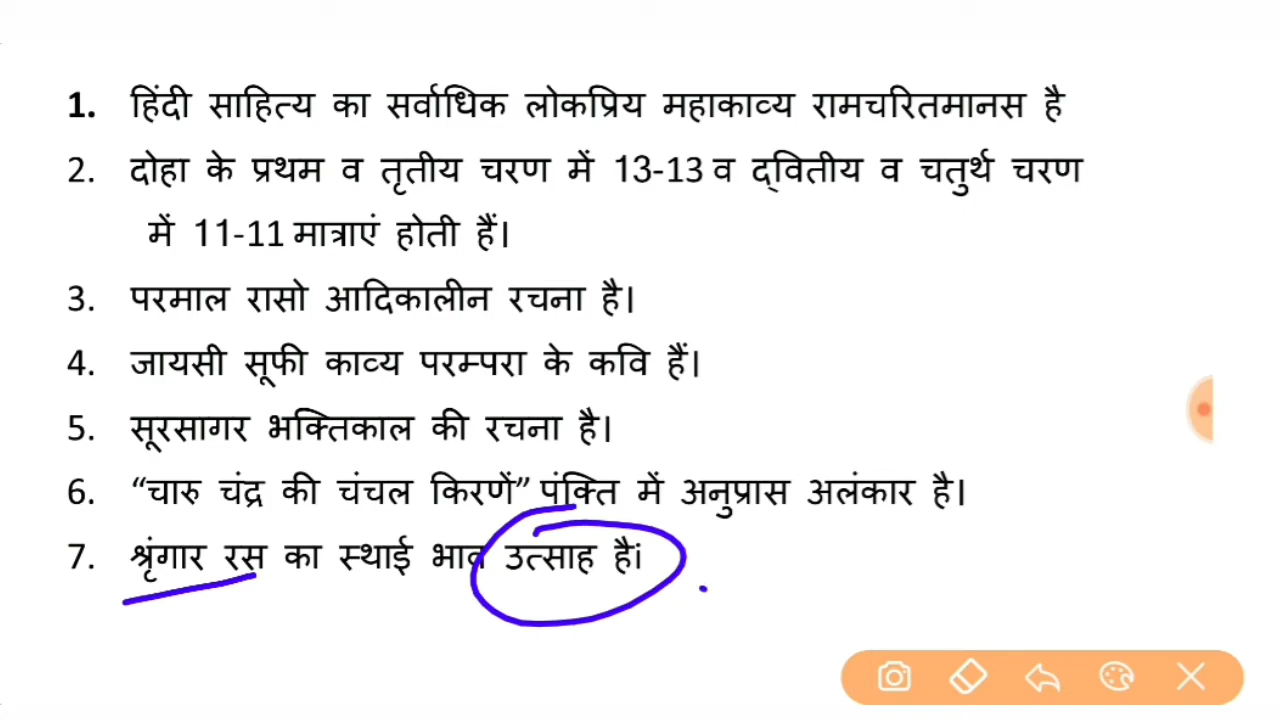 1. हिंदी साहित्य का सर्वाधिक लोकप्रिय महाकाव्य रामचरितमानस है
2. दोहा के प्रथम व तृतीय चरण में 13-13 व द्वितीय व चतुर्थ चरण
में 11-11 मात्राएं होती हैं।
3. परमाल रासो आदिकालीन रचना है।
4. जायसी सूफी काव्य परम्परा के कवि हैं।
5. सूरसागर भक्तिकाल की रचना है।
6. “चारु चंद्र की चंचल किरणें” पंक्ति में अनुप्रास अलंकार है।
7. श्रृंगार रस का स्थाई भाव उत्साह हैi